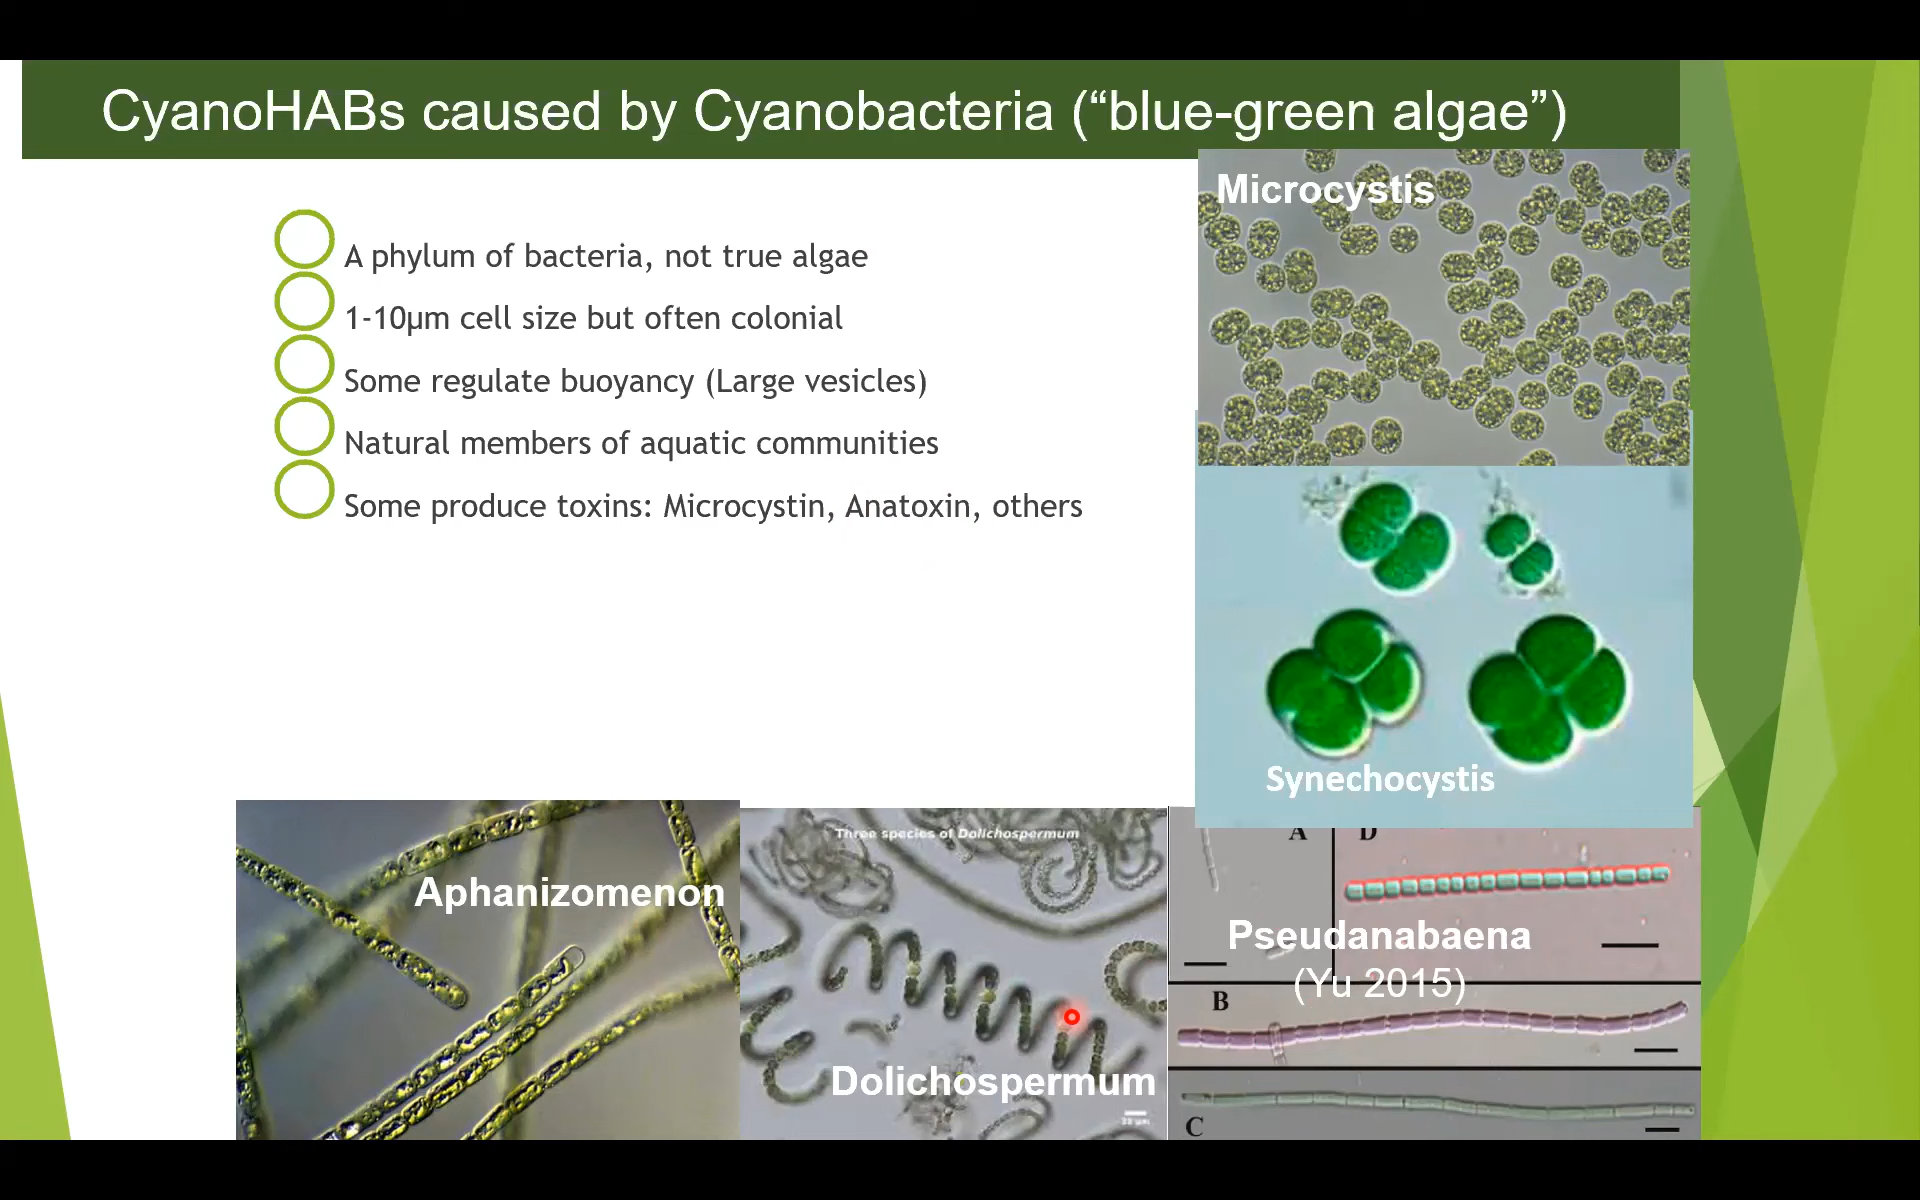 CyanoHABs caused by Cyanobacteria (“blue-green algae”)
A phylum of bacteria, not true algae
1-10µm cell size but often colonial
Some regulate buoyancy (Large vesicles)
Natural members of aquatic communities
Some produce toxins: Microcystin, Anatoxin, others
Microcystis
Synechocystis
Aphanizomenon
Three species of Dolichospermum
Dolichospermum
A
D
Pseudanabaena
(Yu 2015)
B
C